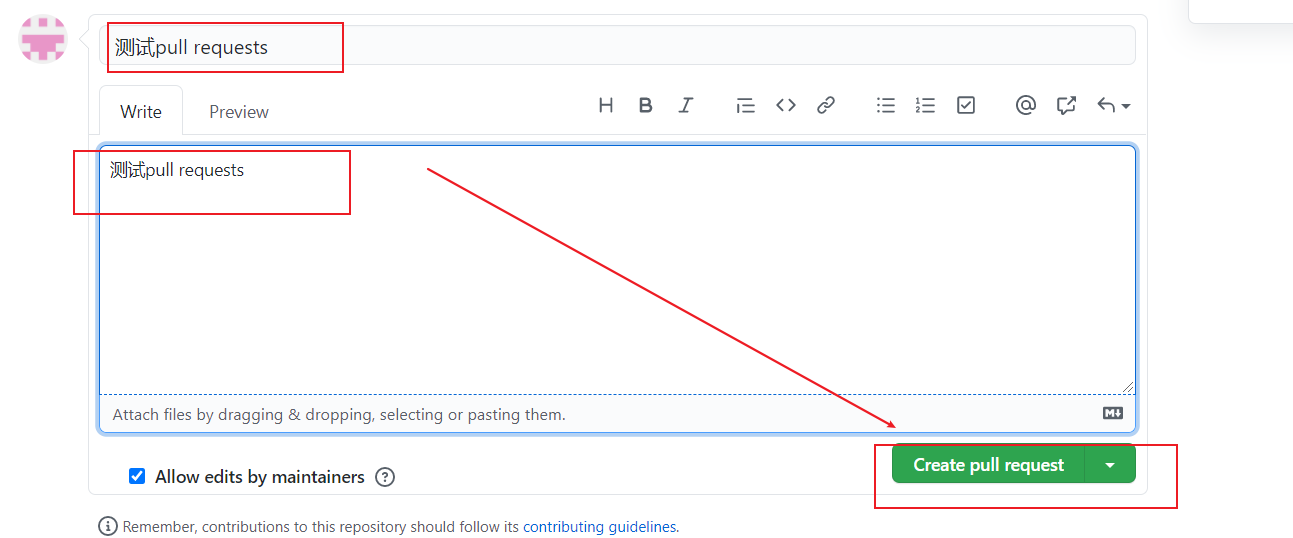 测试pull requests
Write Preview
测试pull requests
Attach files by dragging & dropping, selecting or pasting them.
Allow edits by maintainers
Create pull request
Remember, contributions to this repository should follow its contributing guidelines.